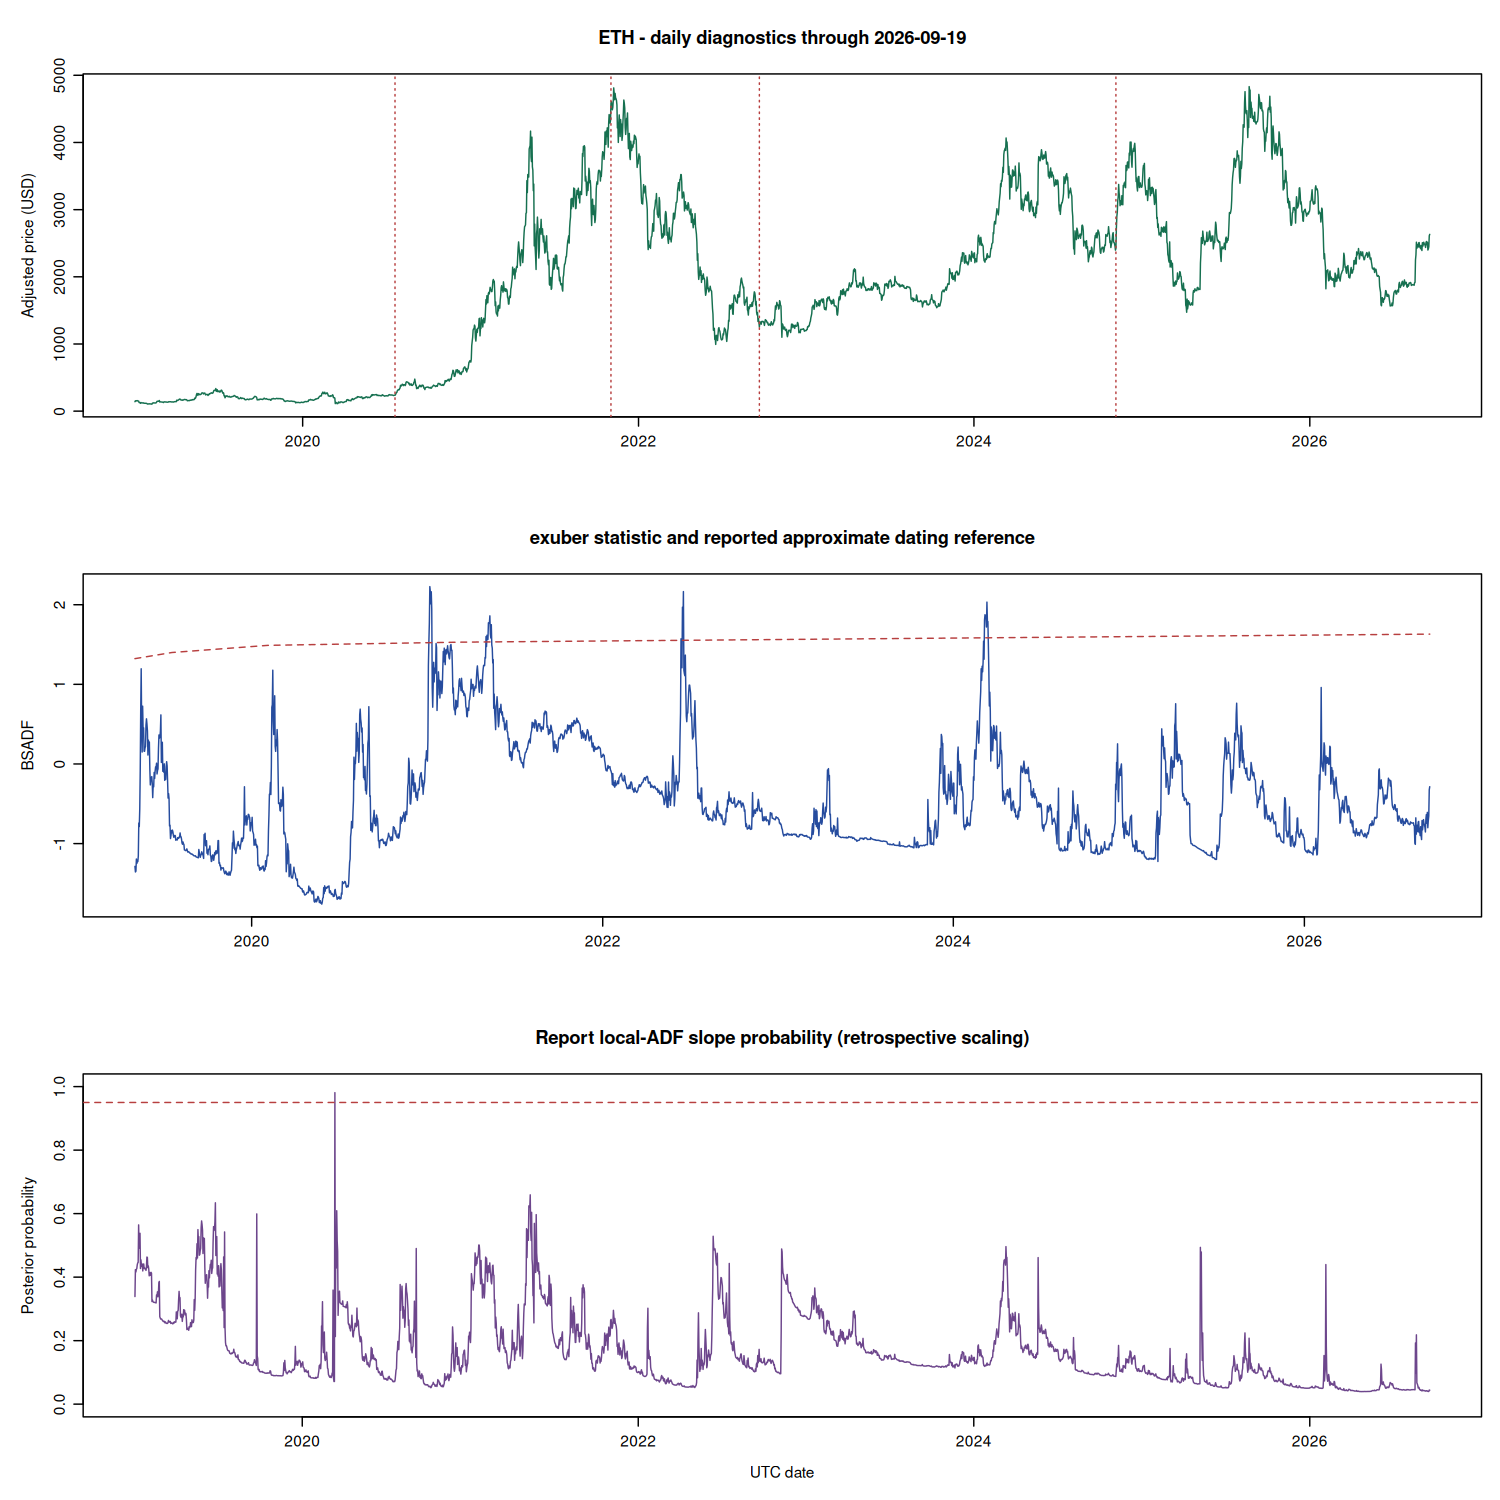 ETH - daily diagnostics through 2026-09-19
Adjusted price (USD)
5000
4000
3000
2000
1000
0
2020 2022 2024 2026
exuber statistic and reported approximate dating reference
BSADF
2
1
0
-1
2020 2022 2024 2026
Report local-ADF slope probability (retrospective scaling)
Posterior probability
1.0
0.8
0.6
0.4
0.2
0.0
2020 2022 2024 2026
UTC date